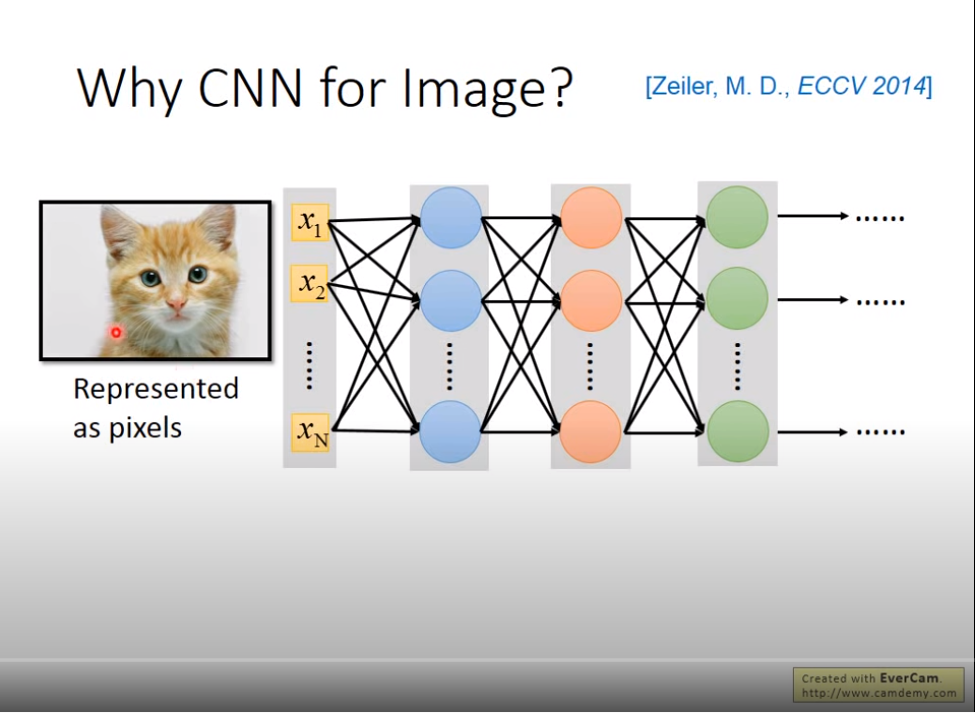 Why CNN for Image?
[Zeiler, M. D., ECCV 2014]
x1
x2
xN
......
......
......
Represented
as pixels
Created with EverCam.
http://www.camdemy.com